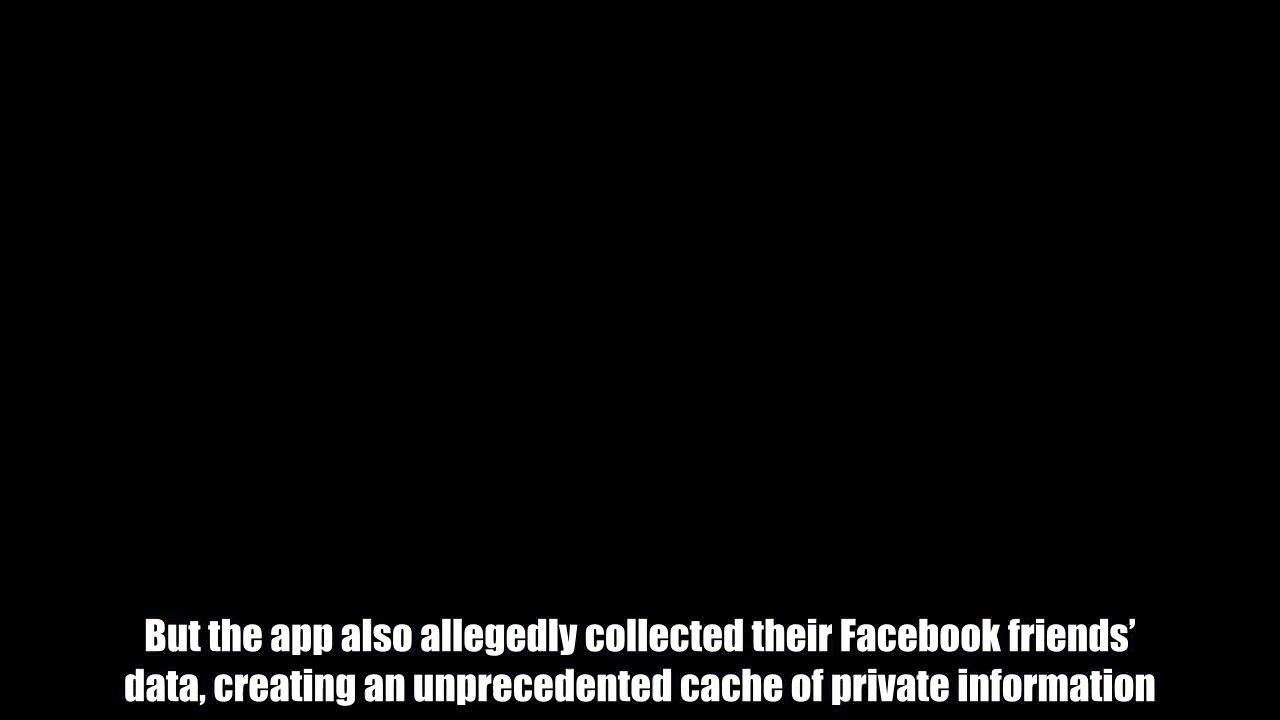 But the app also allegedly collected their Facebook friends’
data, creating an unprecedented cache of private information